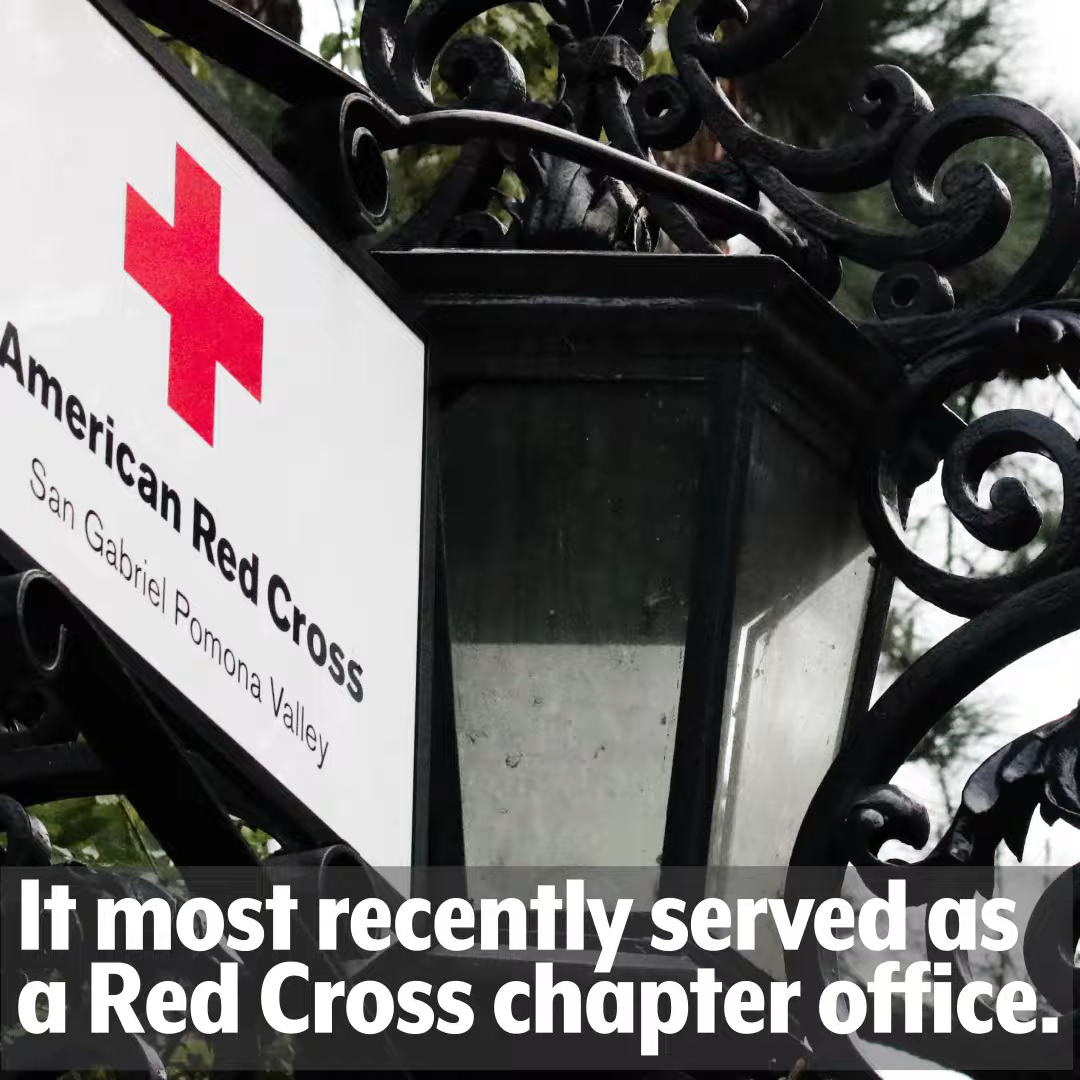 American Red Cross
San Gabriel Pomona Valley
It most recently served as
a Red Cross chapter office.